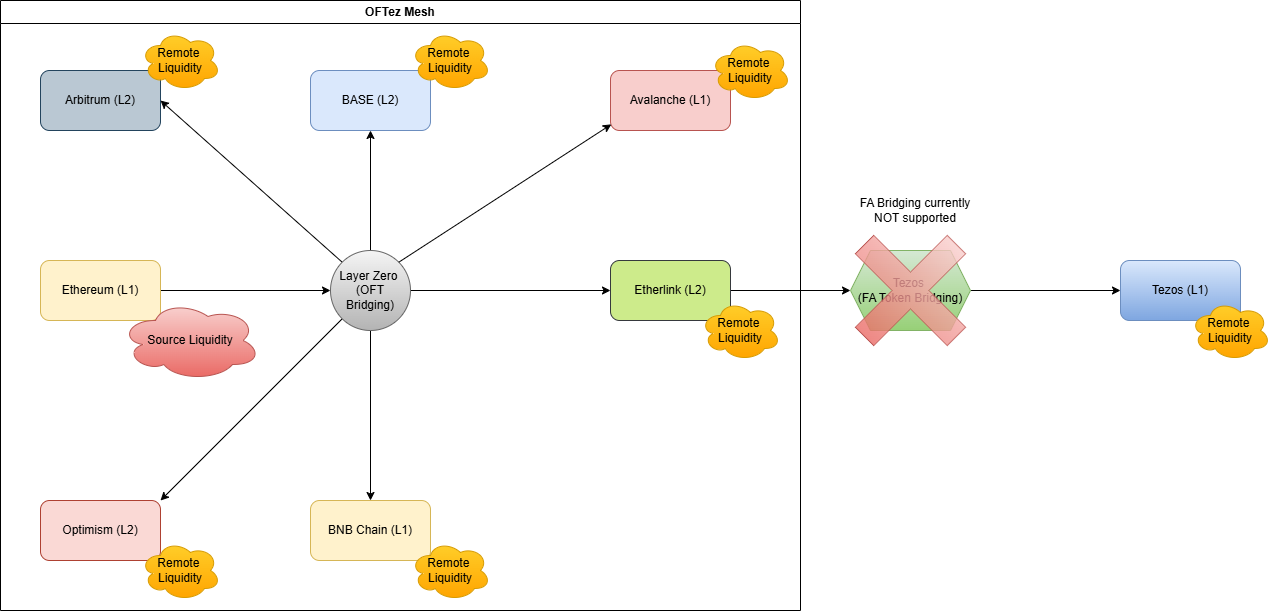 OFTez Mesh
Remote
Liquidity
Arbitrum (L2)
Remote
Liquidity
BASE (L2)
Remote
Liquidity
Avalanche (L1)
FA Bridging currently
NOT supported
Ethereum (L1)
Source Liquidity
Layer Zero
(OFT
Bridging)
Etherlink (L2)
Remote
Liquidity
Tezos
(FA Token Bridging)
Tezos (L1)
Remote
Liquidity
Optimism (L2)
Remote
Liquidity
BNB Chain (L1)
Remote
Liquidity